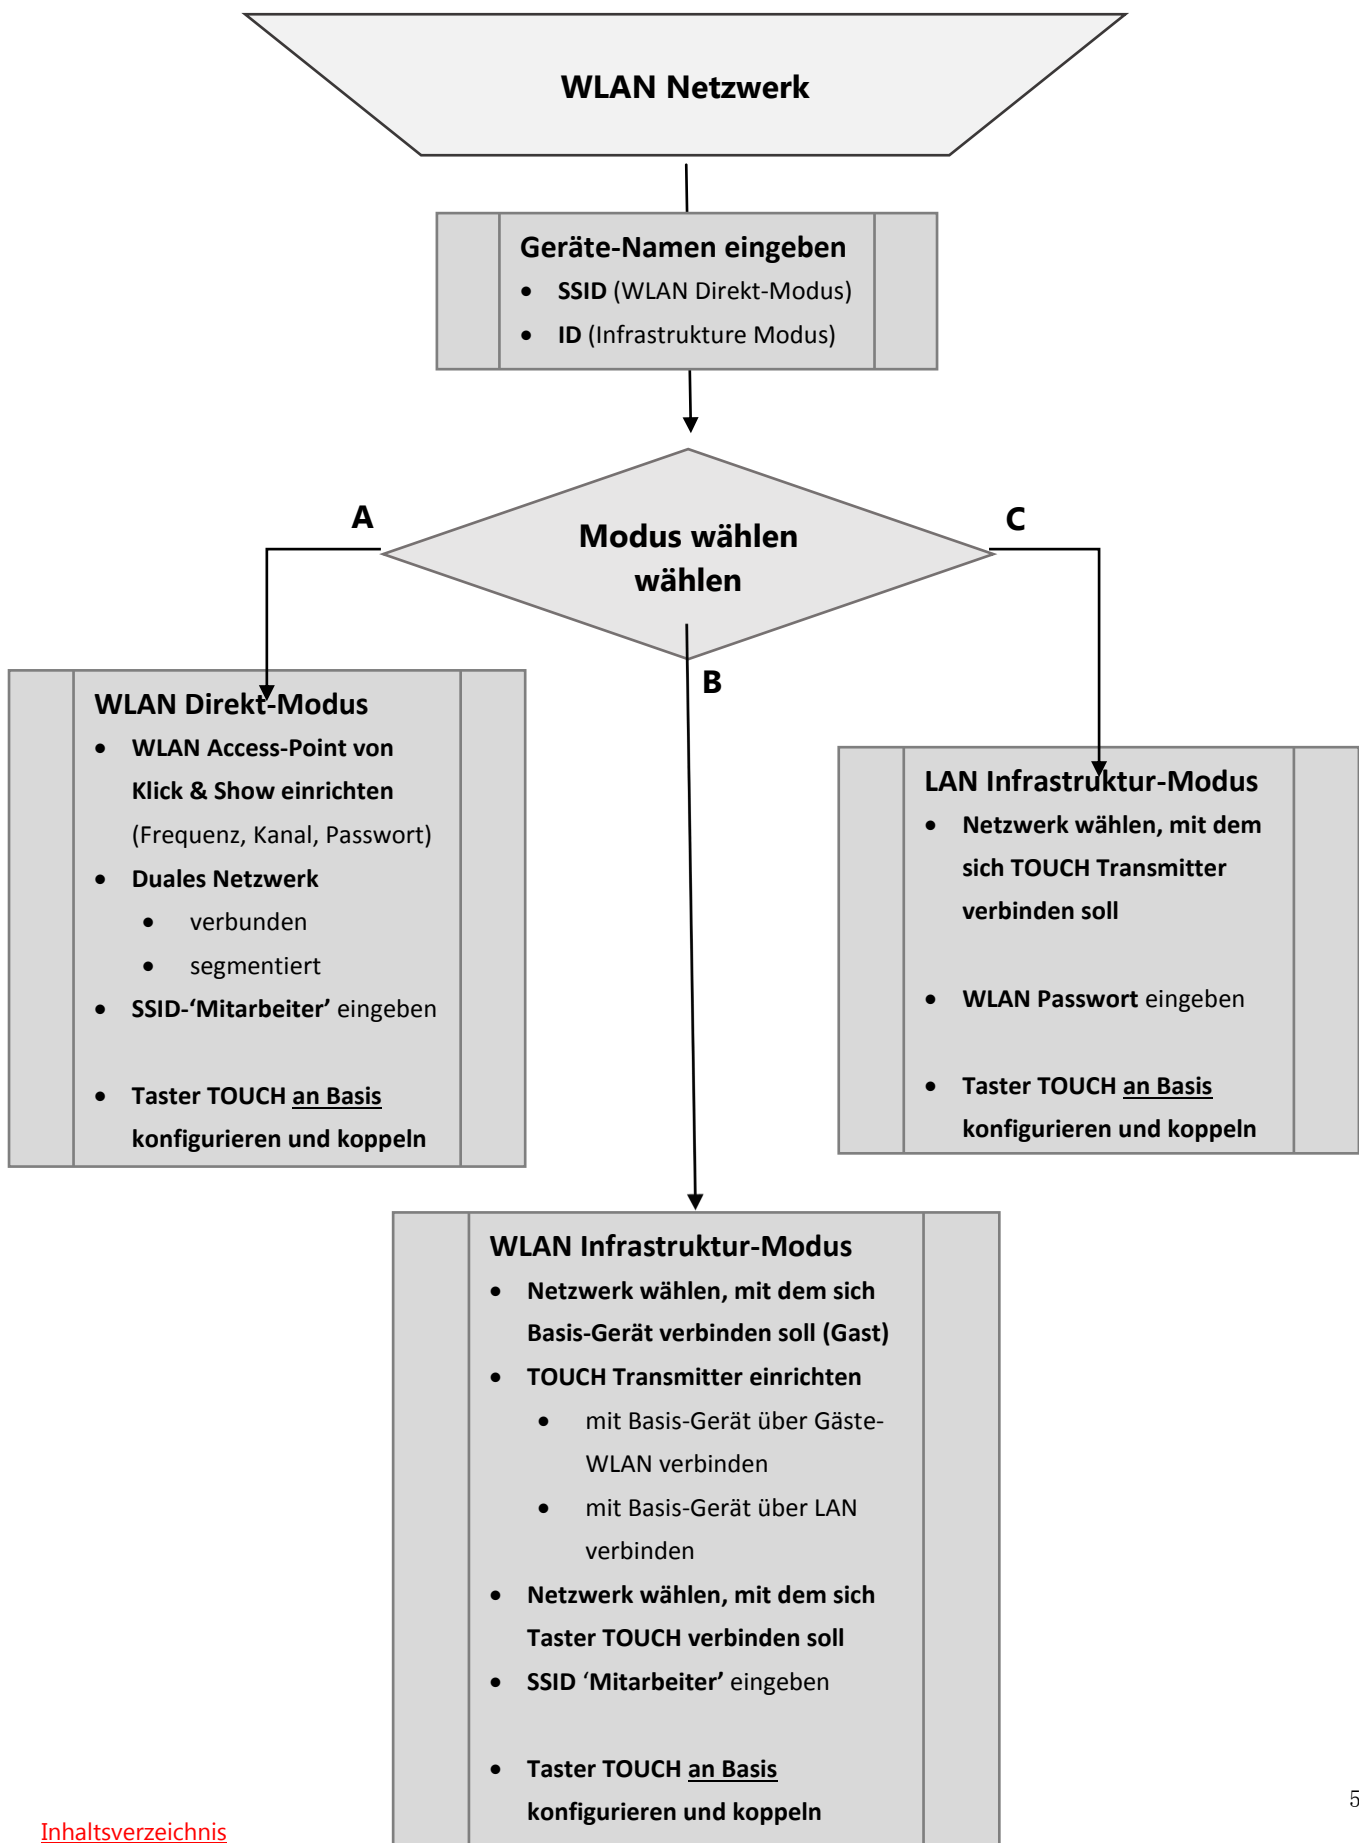 WLAN Netzwerk
Geräte-Namen eingeben
• SSID (WLAN Direkt-Modus)
• ID (Infrastrukture Modus)
A
C
Modus wählen
wählen
B
WLAN Direkt-Modus
• WLAN Access-Point von
Klick & Show einrichten
(Frequenz, Kanal, Passwort)
• Duales Netzwerk
• verbunden
• segmentiert
• SSID-‘Mitarbeiter’ eingeben
• Taster TOUCH an Basis
konfigurieren und koppeln
LAN Infrastruktur-Modus
• Netzwerk wählen, mit dem
sich TOUCH Transmitter
verbinden soll
• WLAN Passwort eingeben
• Taster TOUCH an Basis
konfigurieren und koppeln
WLAN Infrastruktur-Modus
• Netzwerk wählen, mit dem sich
Basis-Gerät verbinden soll (Gast)
• TOUCH Transmitter einrichten
• mit Basis-Gerät über Gäste-
WLAN verbinden
• mit Basis-Gerät über LAN
verbinden
• Netzwerk wählen, mit dem sich
Taster TOUCH verbinden soll
• SSID ‘Mitarbeiter’ eingeben
• Taster TOUCH an Basis
konfigurieren und koppeln
5
Inhaltsverzeichnis